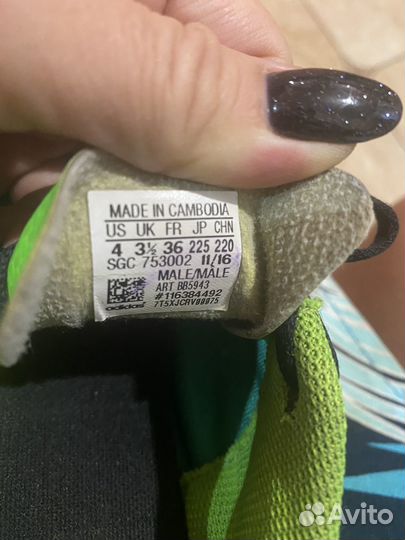 MADE IN CAMBODIA
US UK FR JP CHN
4 3½ 36 225 220
SGC 753002 11/16
MALE/MÂLE
ART BB5943
#116384492
7T5XJCRV00075
adidas
Avito